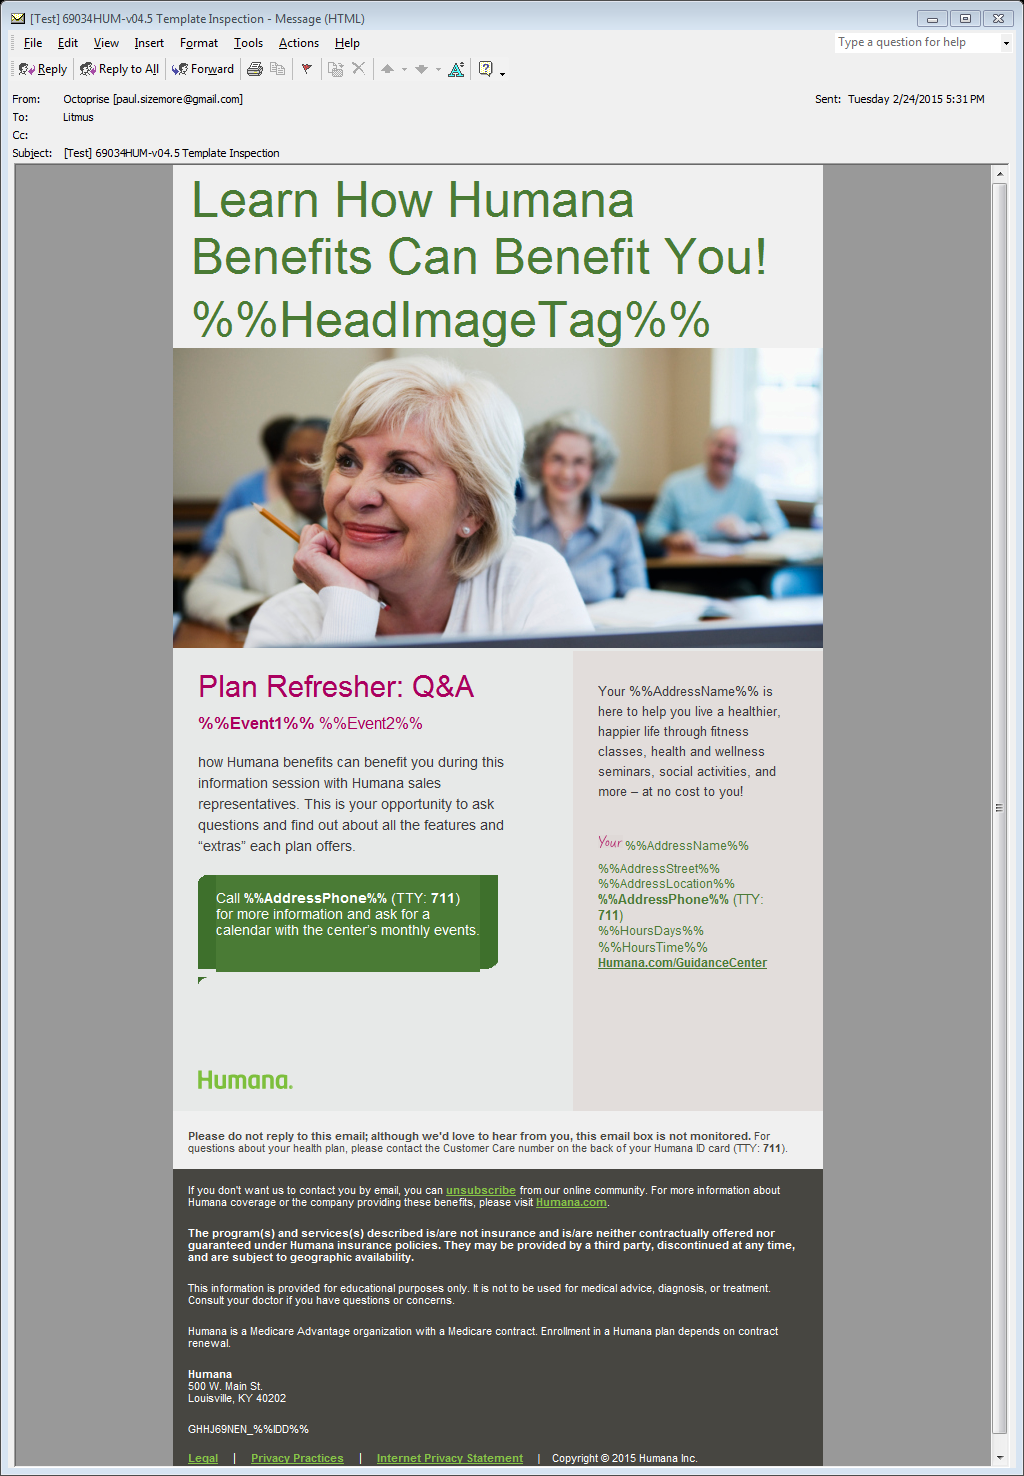 [Test] 69034HUM-v04.5 Template Inspection - Message (HTML)
File Edit View Insert Format Tools Actions Help
Type a question for help
Reply Reply to All Forward
From: Octoprise [paul.sizemore@gmail.com]
Sent: Tuesday 2/24/2015 5:31 PM
To: Litmus
Cc:
Subject: [Test] 69034HUM-v04.5 Template Inspection
Learn How Humana
Benefits Can Benefit You!
%%HeadImageTag%%
Plan Refresher: Q&A
%%Event1%% %%Event2%%
how Humana benefits can benefit you during this
information session with Humana sales
representatives. This is your opportunity to ask
questions and find out about all the features and
“extras” each plan offers.
Call %%AddressPhone%% (TTY: 711)
for more information and ask for a
calendar with the center’s monthly events.
Humana.
Your %%AddressName%% is
here to help you live a healthier,
happier life through fitness
classes, health and wellness
seminars, social activities, and
more – at no cost to you!
Your %%AddressName%%
%%AddressStreet%%
%%AddressLocation%%
%%AddressPhone%% (TTY:
711)
%%HoursDays%%
%%HoursTime%%
Humana.com/GuidanceCenter
Please do not reply to this email; although we'd love to hear from you, this email box is not monitored. For
questions about your health plan, please contact the Customer Care number on the back of your Humana ID card (TTY: 711).
If you don't want us to contact you by email, you can unsubscribe from our online community. For more information about
Humana coverage or the company providing these benefits, please visit Humana.com.
The program(s) and services(s) described is/are not insurance and is/are neither contractually offered nor
guaranteed under Humana insurance policies. They may be provided by a third party, discontinued at any time,
and are subject to geographic availability.
This information is provided for educational purposes only. It is not to be used for medical advice, diagnosis, or treatment.
Consult your doctor if you have questions or concerns.
Humana is a Medicare Advantage organization with a Medicare contract. Enrollment in a Humana plan depends on contract
renewal.
Humana
500 W. Main St.
Louisville, KY 40202
GHHJ69NEN_%%IDD%%
Legal | Privacy Practices | Internet Privacy Statement | Copyright © 2015 Humana Inc.